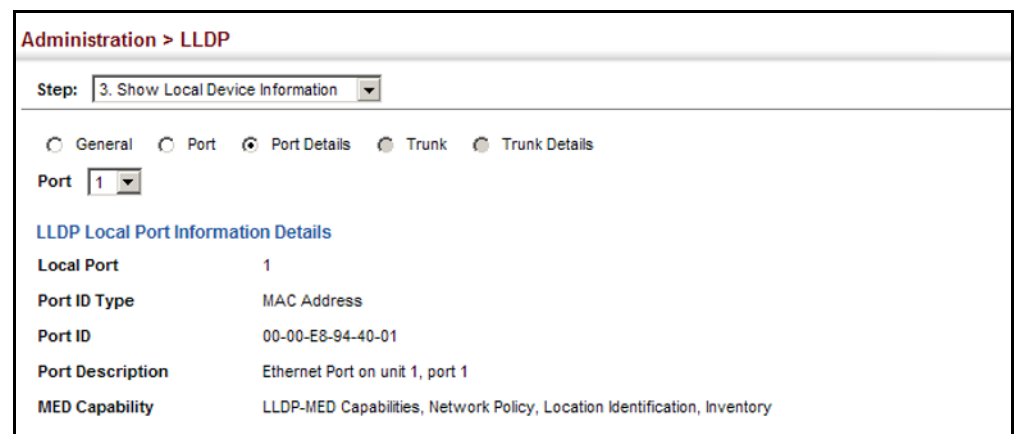 Administration > LLDP
Step: 3. Show Local Device Information
General Port Port Details Trunk Trunk Details
Port 1
LLDP Local Port Information Details
Local Port 1
Port ID Type MAC Address
Port ID 00-00-E8-94-40-01
Port Description Ethernet Port on unit 1, port 1
MED Capability LLDP-MED Capabilities, Network Policy, Location Identification, Inventory